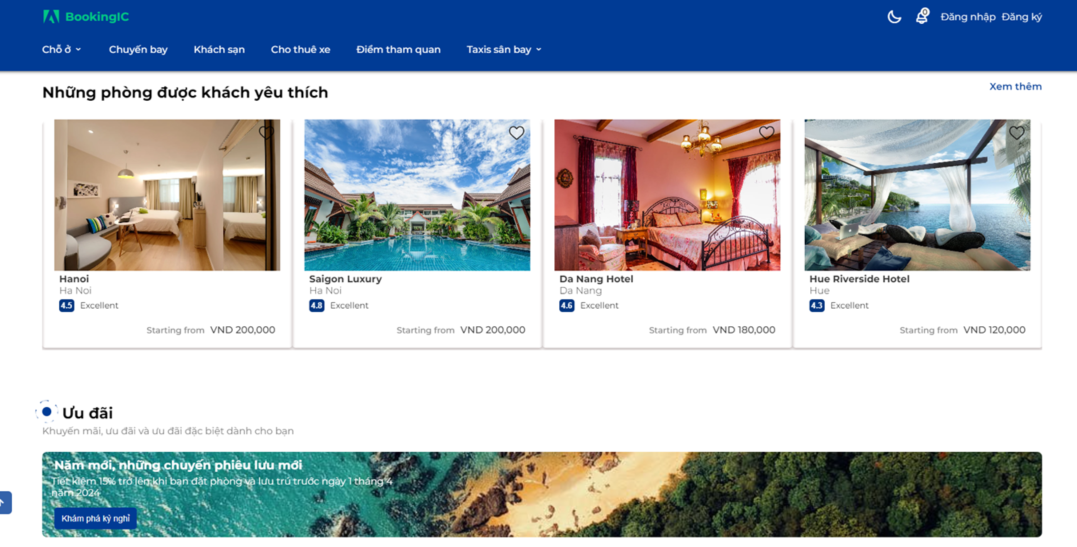 BookingIC
0
Đăng nhập Đăng ký
Chỗ ở Chuyến bay Khách sạn Cho thuê xe Điểm tham quan Taxis sân bay
Những phòng được khách yêu thích
Xem thêm
Hanoi
Ha Noi
4.5 Excellent
Starting from VND 200,000
Saigon Luxury
Ha Noi
4.8 Excellent
Starting from VND 200,000
Da Nang Hotel
Da Nang
4.6 Excellent
Starting from VND 180,000
Hue Riverside Hotel
Hue
4.3 Excellent
Starting from VND 120,000
Ưu đãi
Khuyến mãi, ưu đãi và ưu đãi đặc biệt dành cho bạn
Năm mới, những chuyến phiêu lưu mới
Tiết kiệm 15% trở lên khi bạn đặt phòng và lưu trú trước ngày 1 tháng 4
năm 2024
Khám phá kỳ nghỉ